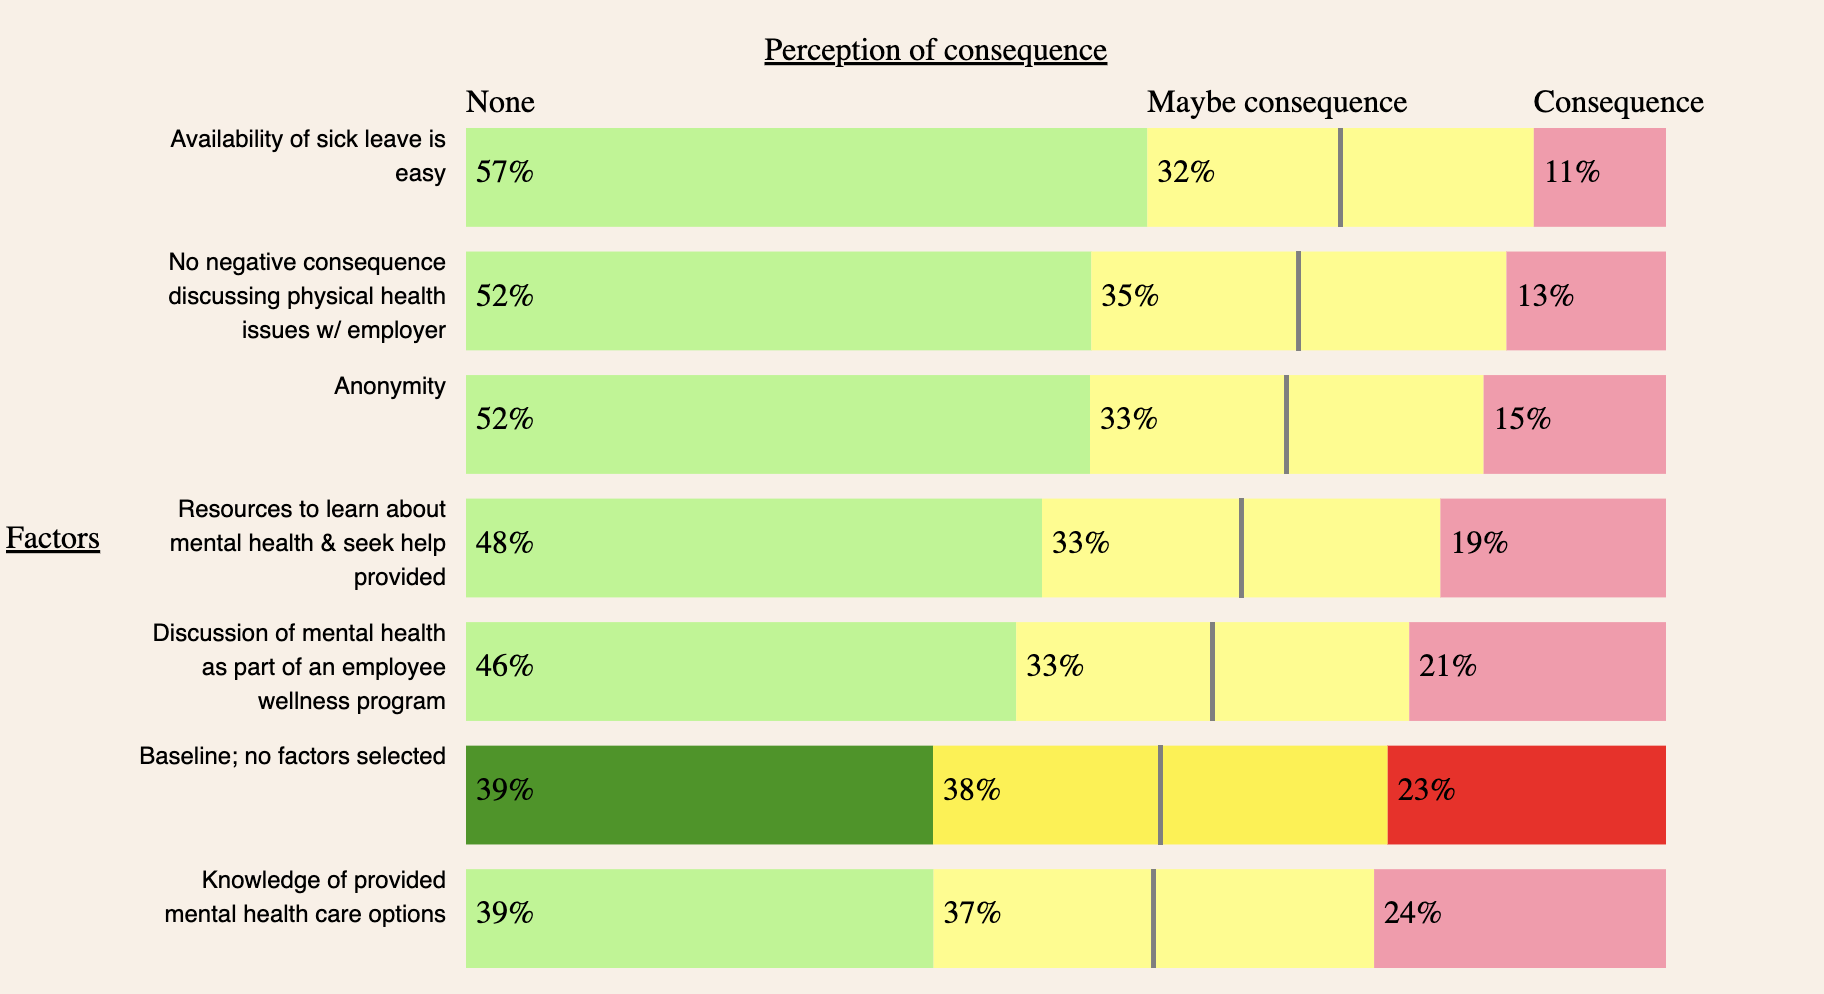 Perception of consequence
None
Maybe consequence
Consequence
Availability of sick leave is
easy
57%
32%
11%
No negative consequence
discussing physical health
issues w/ employer
52%
35%
13%
Anonymity
52%
33%
15%
Factors
Resources to learn about
mental health & seek help
provided
48%
33%
19%
Discussion of mental health
as part of an employee
wellness program
46%
33%
21%
Baseline; no factors selected
39%
38%
23%
Knowledge of provided
mental health care options
39%
37%
24%